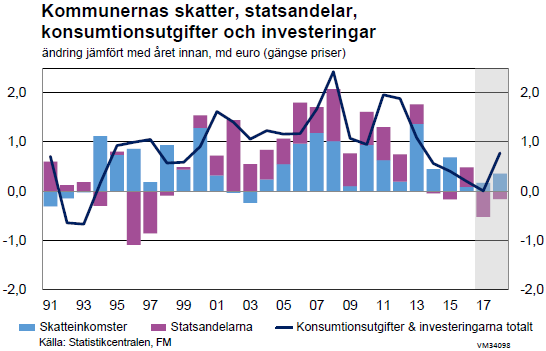 Kommunernas skatter, statsandelar,
konsumtionsutgifter och investeringar
ändring jämfört med året innan, md euro (gängse priser)
2,0 2,0
1,0 1,0
0,0 0,0
-1,0 -1,0
-2,0 -2,0
91 93 95 97 99 01 03 05 07 09 11 13 15 17
Skatteinkomster Statsandelarna Konsumtionsutgifter & investeringarna totalt
Källa: Statistikcentralen, FM
VM34098